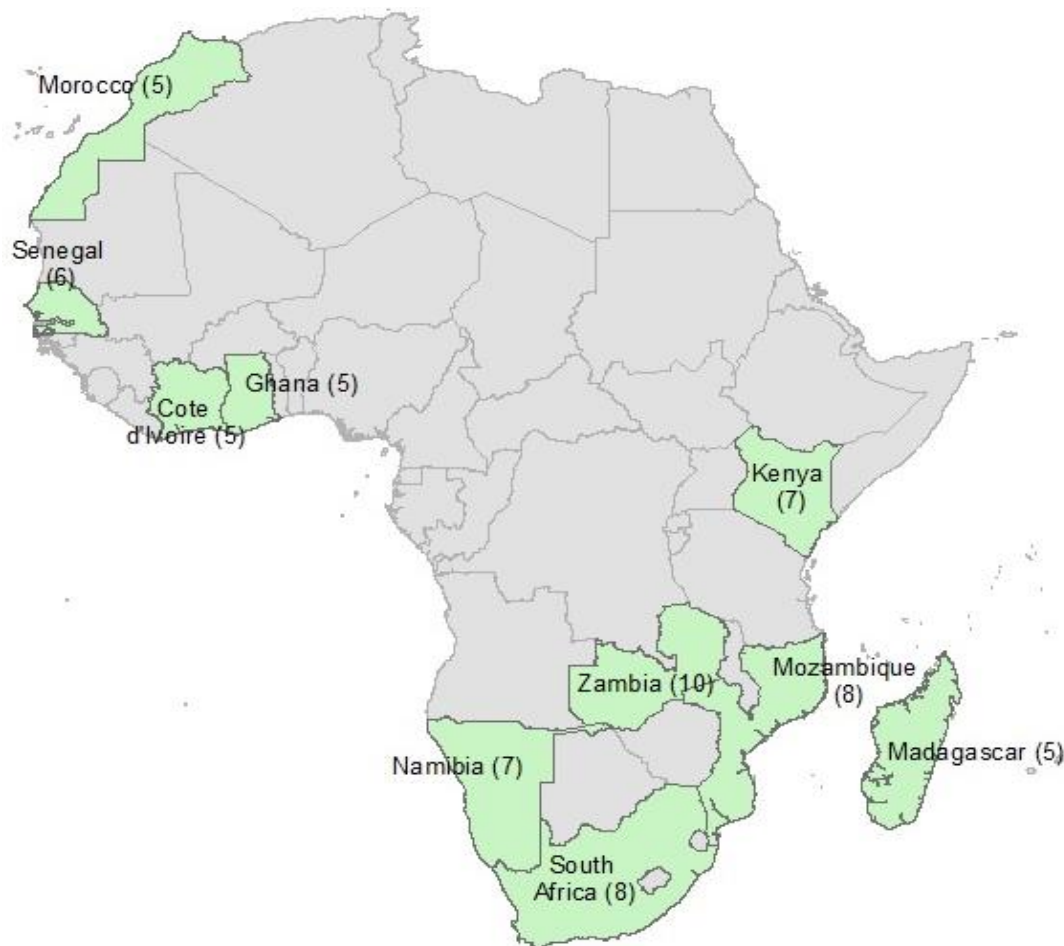 Morocco (5)
Senegal
(6)
Ghana (5)
Cote
d'Ivoire (5)
Kenya
(7)
Mozambique
(8)
Zambia (10)
Madagascar (5)
Namibia (7)
South
Africa (8)